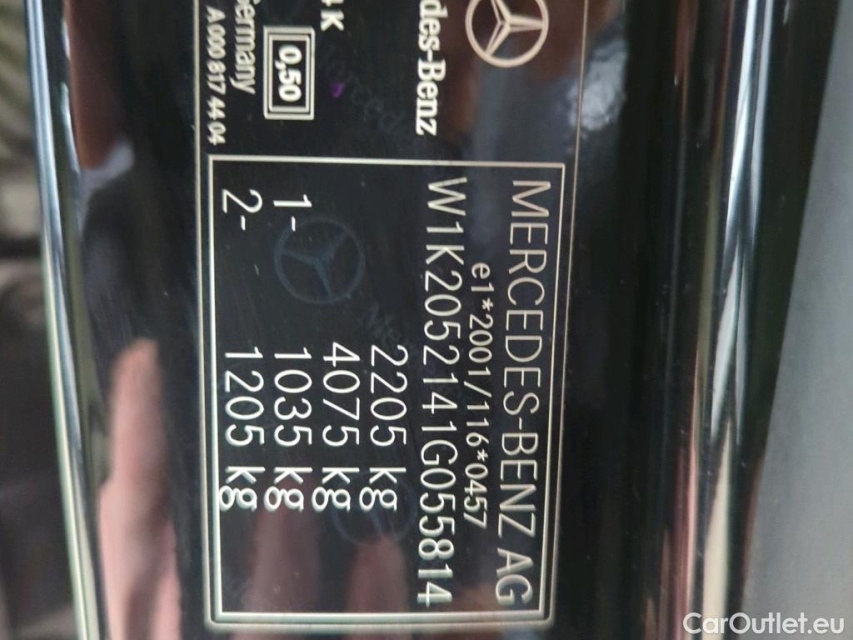 des-Benz
4 K
0,50
Germany
A 000 817 44 04
MERCEDES-BENZ AG
e1*2001/116*0457
W1K2052141G055814
2205 kg
4075 kg
1- 1035 kg
2- 1205 kg
CarOutlet.eu